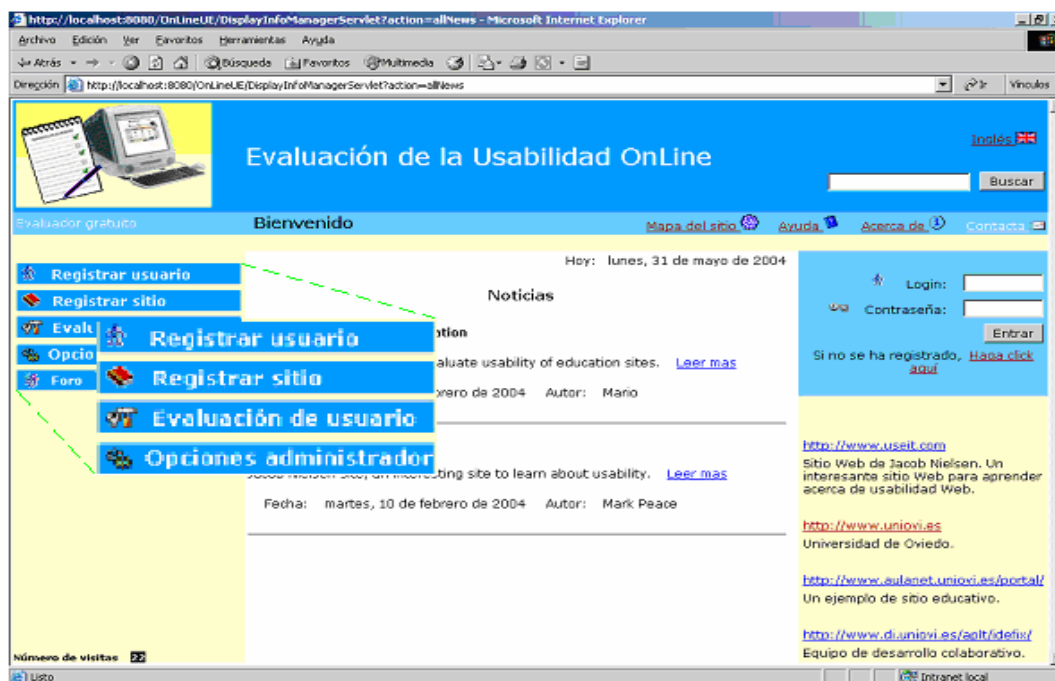 http://localhost:8080/OnLineUE/DisplayInfoManagerServlet?action=allNews - Microsoft Internet Explorer
Archivo Edición Ver Favoritos Herramientas Ayuda
Atrás Búsqueda Favoritos Multimedia
Dirección http://localhost:8080/OnLineUE/DisplayInfoManagerServlet?action=allNews Ir Vínculos
Evaluación de la Usabilidad OnLine
Inglés
Buscar
Evaluador gratuito
Bienvenido
Mapa del sitio Ayuda Acerca de Contacta
Registrar usuario
Registrar sitio
Evalu
Opcio
Foro
Registrar usuario
Registrar sitio
Evaluación de usuario
Opciones administrador
Hoy: lunes, 31 de mayo de 2004
Noticias
tion
aluate usability of education sites. Leer mas
brero de 2004 Autor: Mario
Jacob Nielsen site, an interesting site to learn about usability. Leer mas
Fecha: martes, 10 de febrero de 2004 Autor: Mark Peace
Login:
Contraseña:
Entrar
Si no se ha registrado, Haga click
aquí
http://www.useit.com
Sitio Web de Jacob Nielsen. Un
interesante sitio Web para aprender
acerca de usabilidad Web.
http://www.uniovi.es
Universidad de Oviedo.
http://www.aulanet.uniovi.es/portal/
Un ejemplo de sitio educativo.
http://www.di.uniovi.es/aplt/idefix/
Equipo de desarrollo colaborativo.
Número de visitas 22
Listo
Intranet local